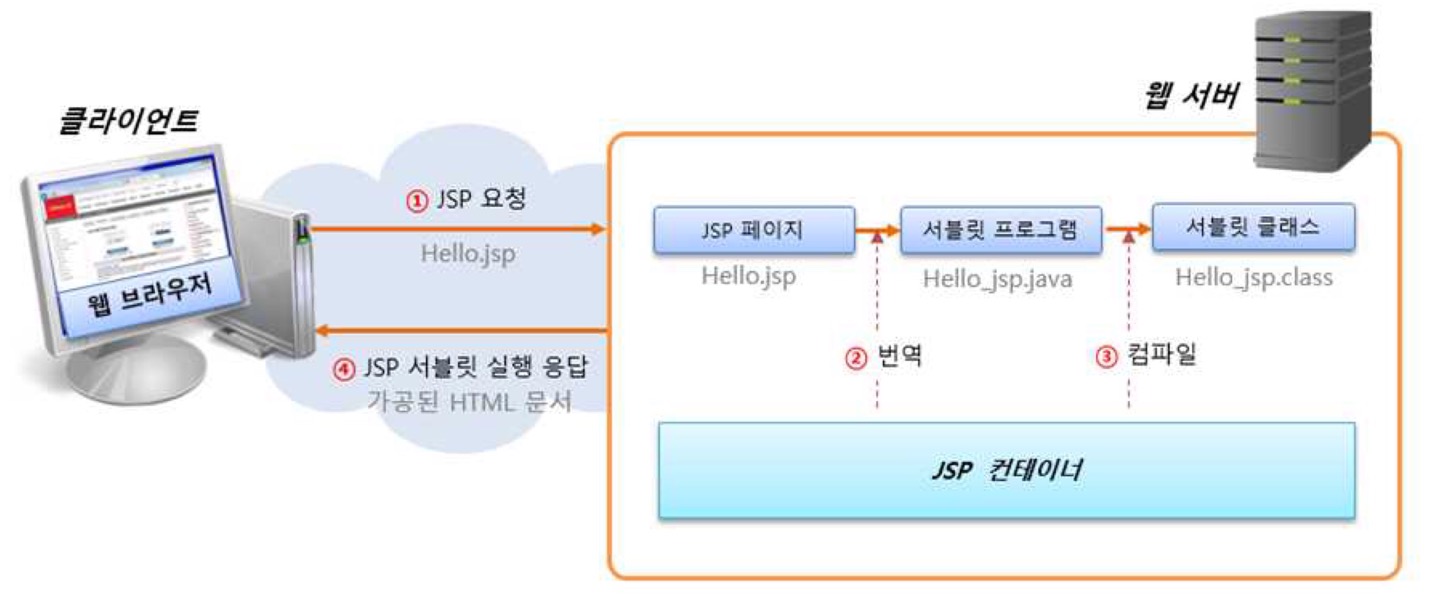 클라이언트
웹 브라우저
① JSP 요청
Hello.jsp
④ JSP 서블릿 실행 응답
가공된 HTML 문서
웹 서버
JSP 페이지
Hello.jsp
서블릿 프로그램
Hello_jsp.java
서블릿 클래스
Hello_jsp.class
② 번역
③ 컴파일
JSP 컨테이너